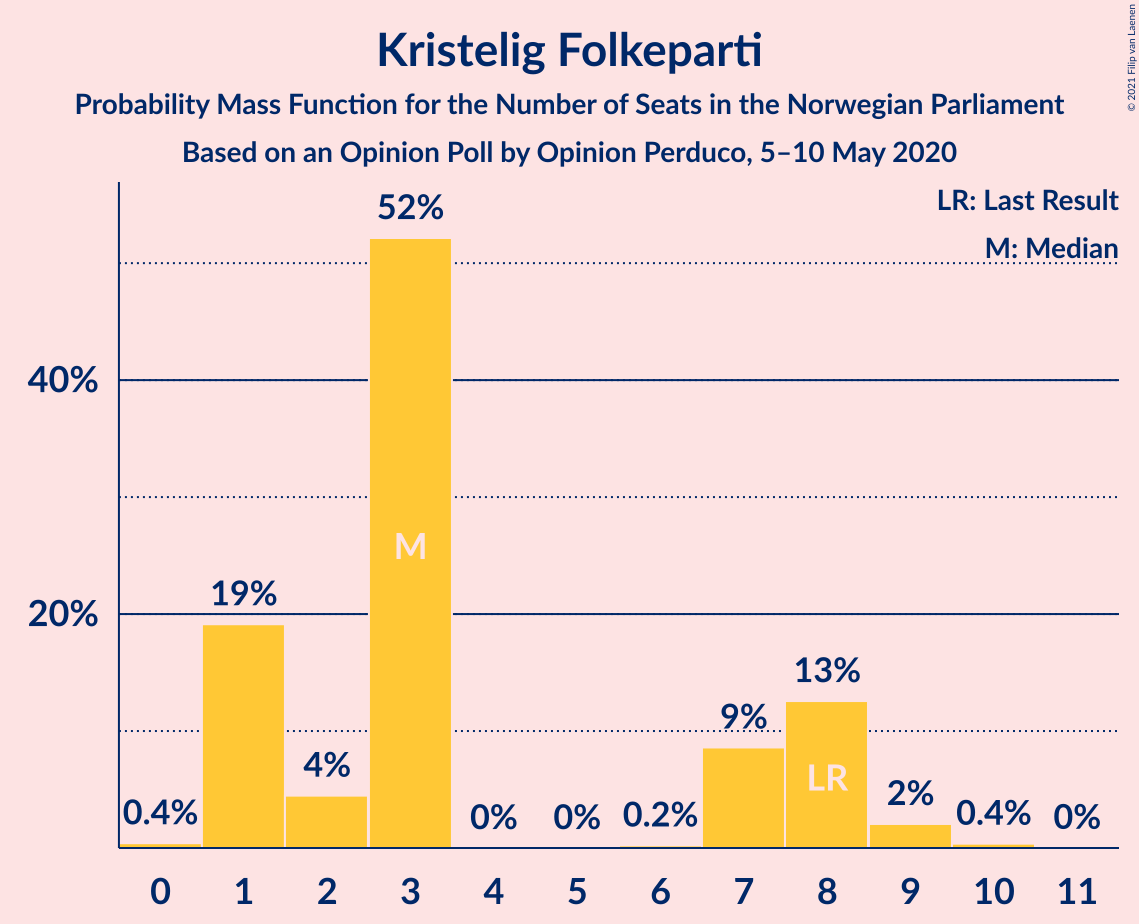 Kristelig Folkeparti
Probability Mass Function for the Number of Seats in the Norwegian Parliament
Based on an Opinion Poll by Opinion Perduco, 5–10 May 2020
© 2021 Filip van Laenen
LR: Last Result
M: Median
52%
40%
M
19%
20%
13%
9%
LR
4%
2%
0.4%
0%
0%
0.2%
0.4%
0%
0 1 2 3 4 5 6 7 8 9 10 11